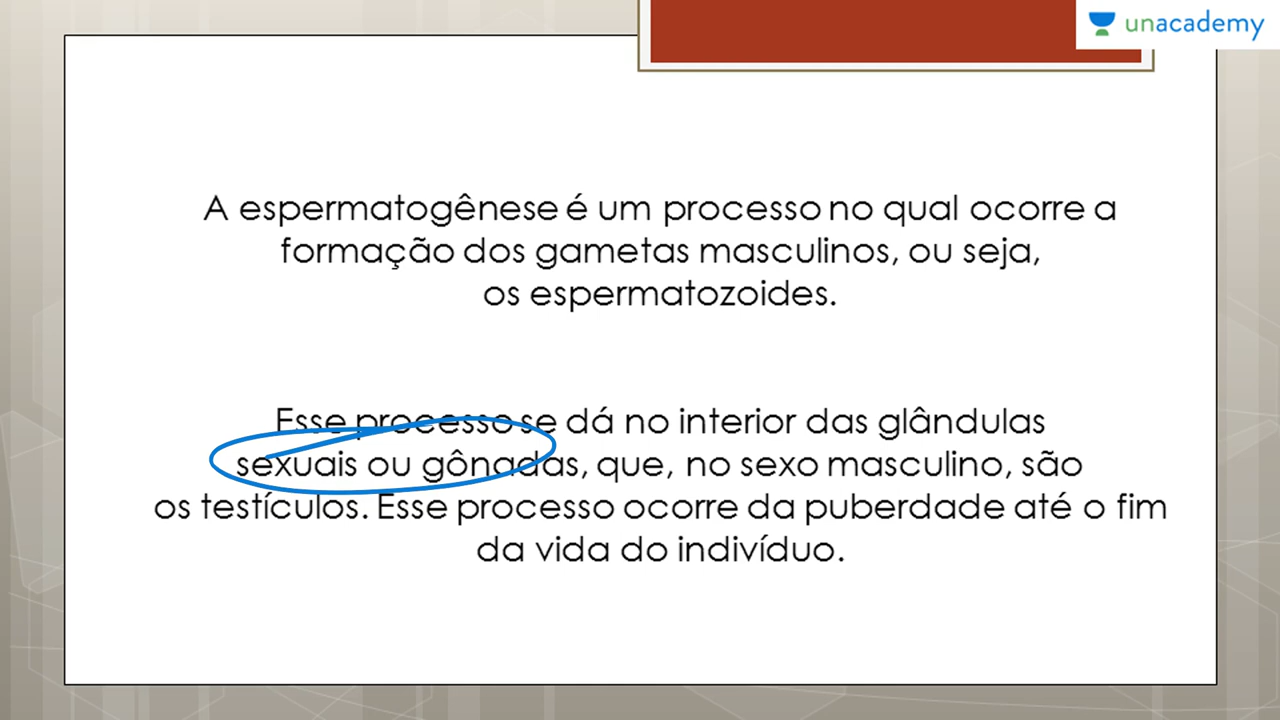 unacademy
A espermatogênese é um processo no qual ocorre a
formação dos gametas masculinos, ou seja,
os espermatozoides.
Esse processo se dá no interior das glândulas
sexuais ou gônadas, que, no sexo masculino, são
os testículos. Esse processo ocorre da puberdade até o fim
da vida do indivíduo.